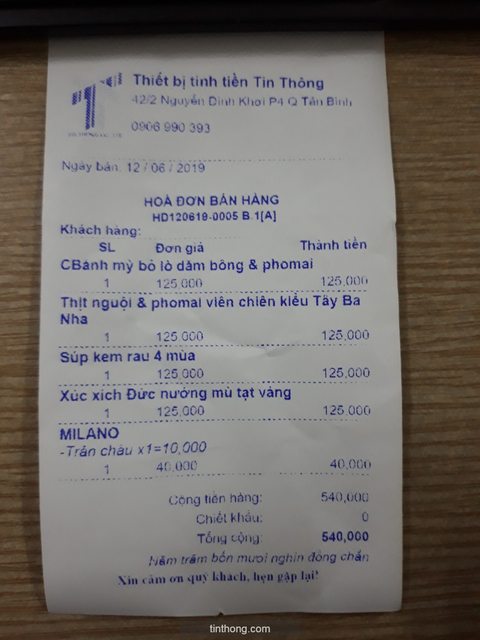 Thiết bị tính tiền Tín Thông
42/2 Nguyễn Đình Khơi P4 Q Tân Bình
0906 990 393
Ngày bán: 12 / 06 / 2019
HOÁ ĐƠN BÁN HÀNG
HD120619-0005 B.1[A]
Khách hàng:
SL Đơn giá Thành tiền
CBánh mỳ bỏ lò dăm bông & phomai
1 125,000 125,000
Thịt nguội & phomai viên chiên kiểu Tây Ba
Nha
1 125,000 125,000
Súp kem rau 4 mùa
1 125,000 125,000
Xúc xích Đức nướng mù tạt vàng
1 125,000 125,000
MILANO
-Trân châu x1=10,000
1 40,000 40,000
Cộng tiền hàng: 540,000
Chiết khấu: 0
Tổng cộng: 540,000
Năm trăm bốn mươi nghìn đồng chẵn
Xin cảm ơn quý khách, hẹn gặp lại!
tinthong.com